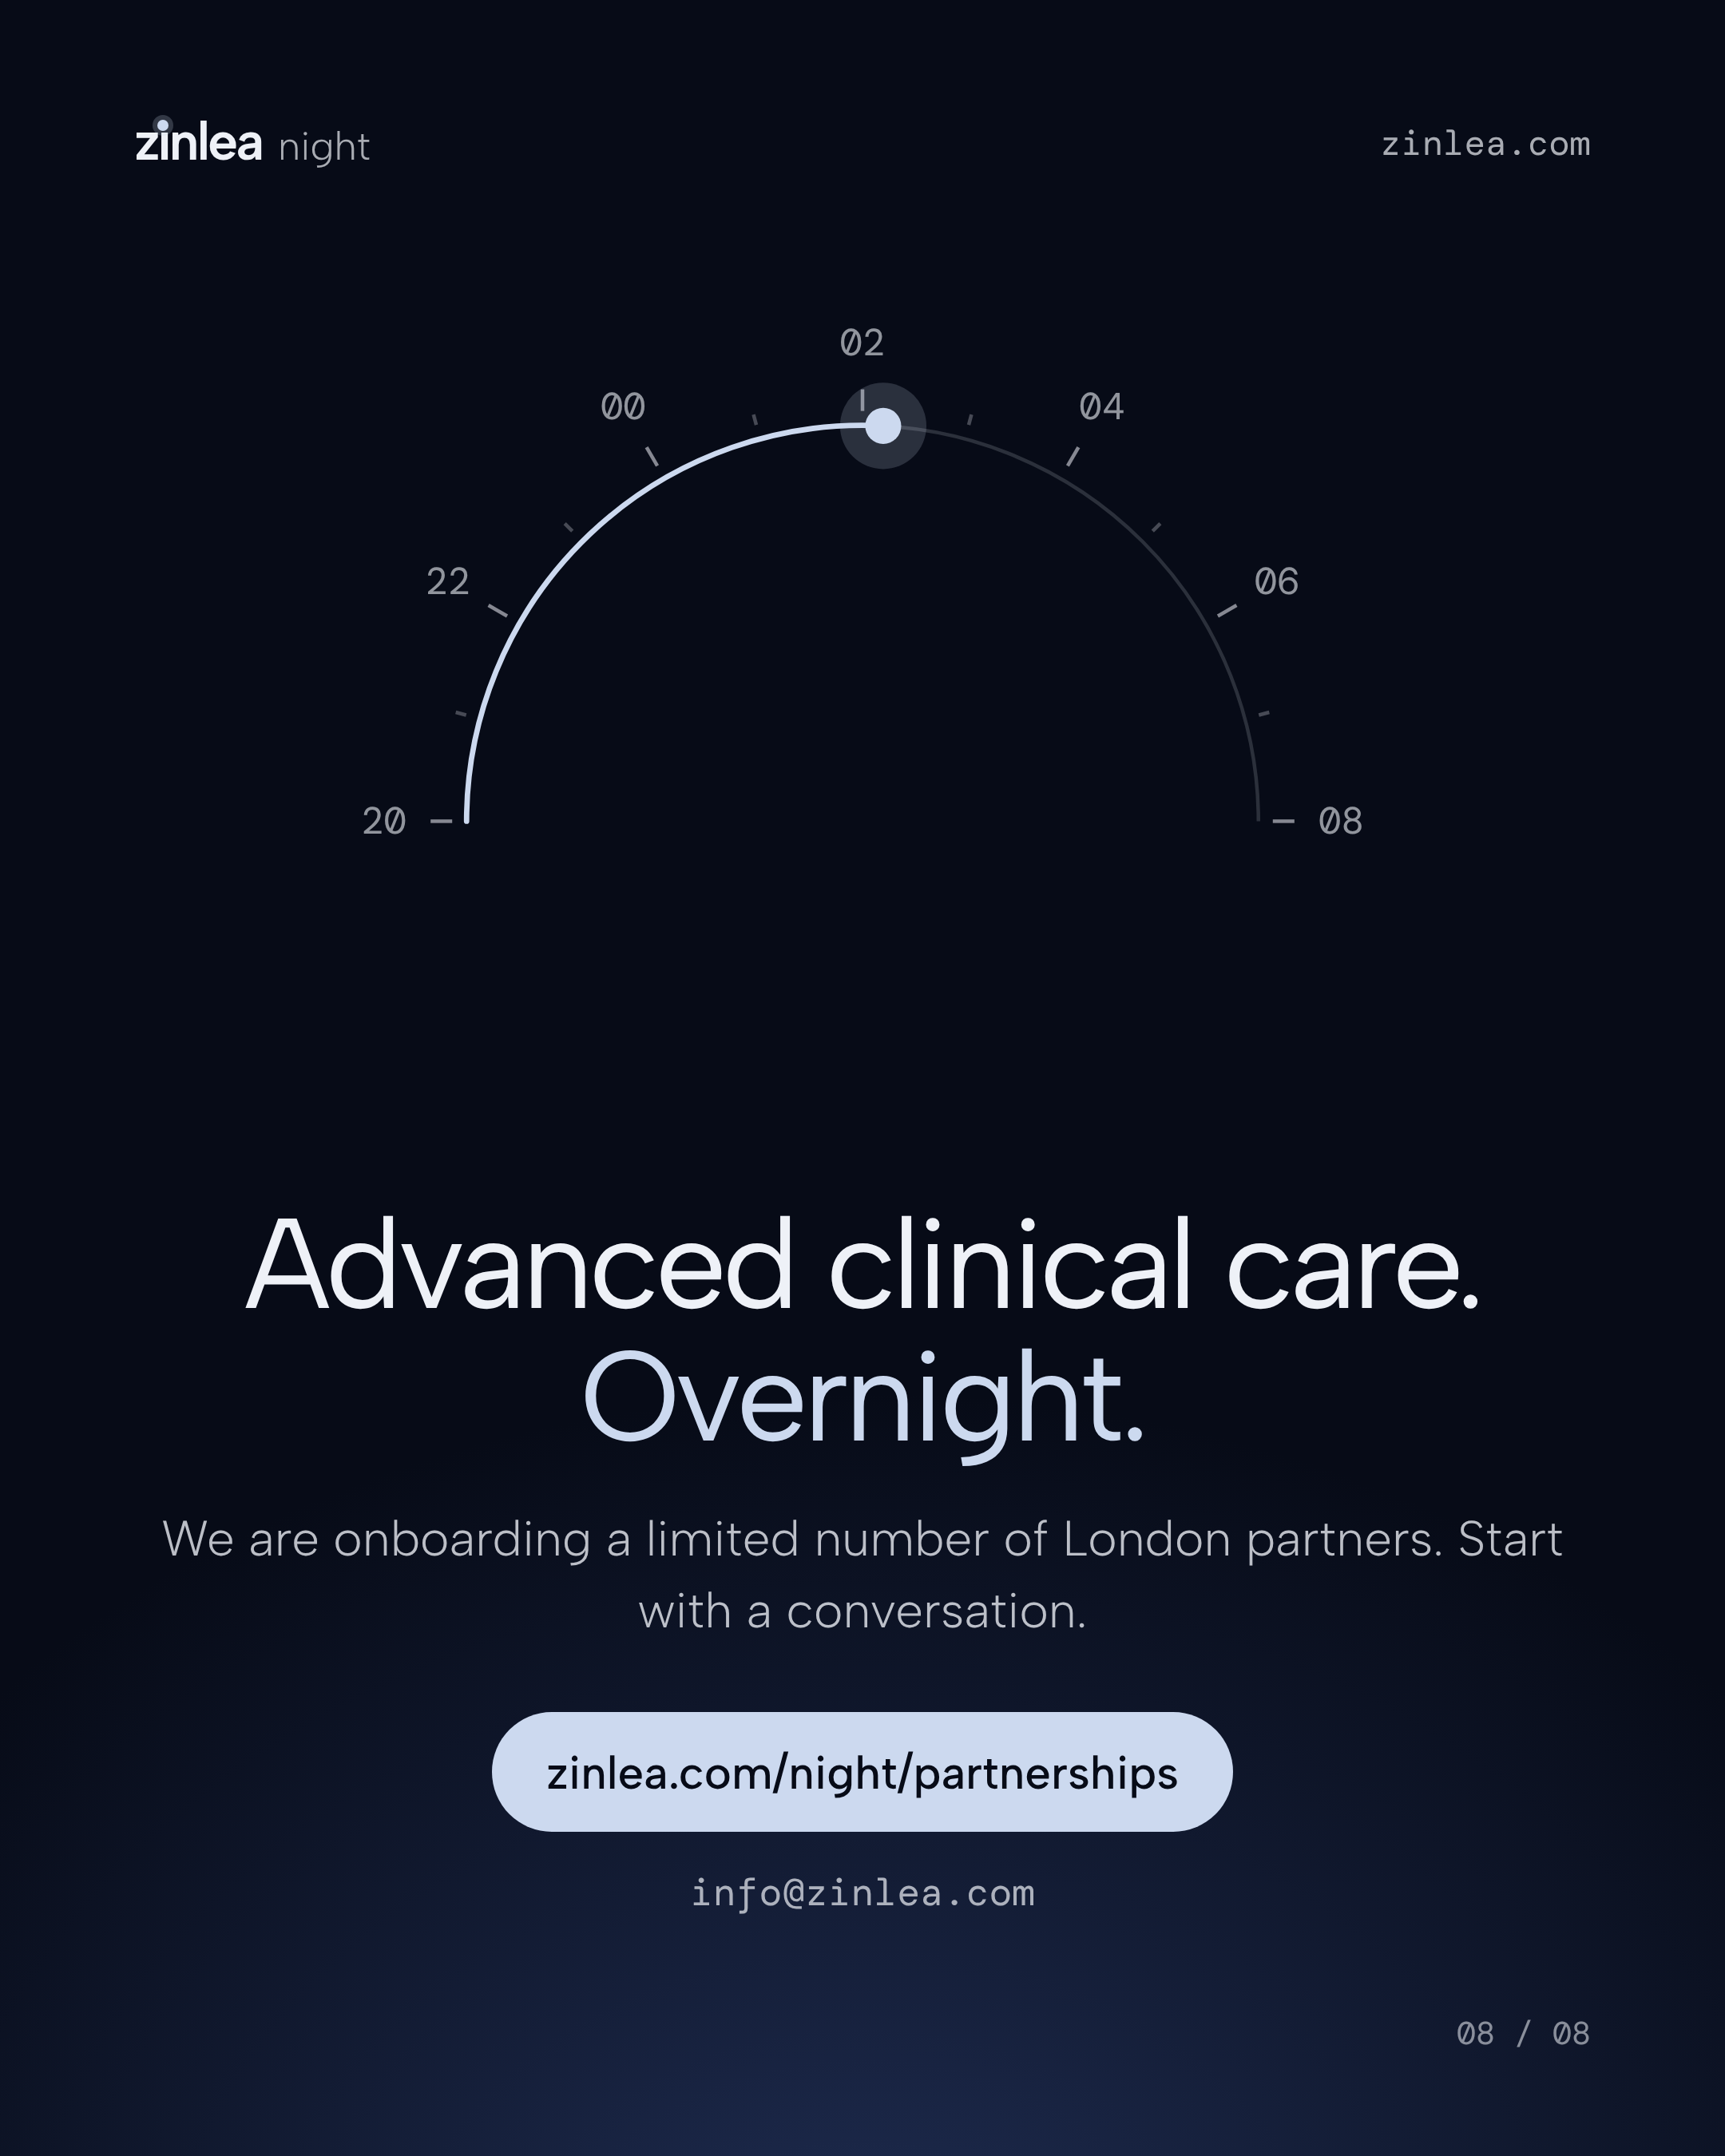 zinlea night
zinlea.com
02
00
04
22
06
20
08
Advanced clinical care.
Overnight.
We are onboarding a limited number of London partners. Start
with a conversation.
zinlea.com/night/partnerships
info@zinlea.com
08 / 08